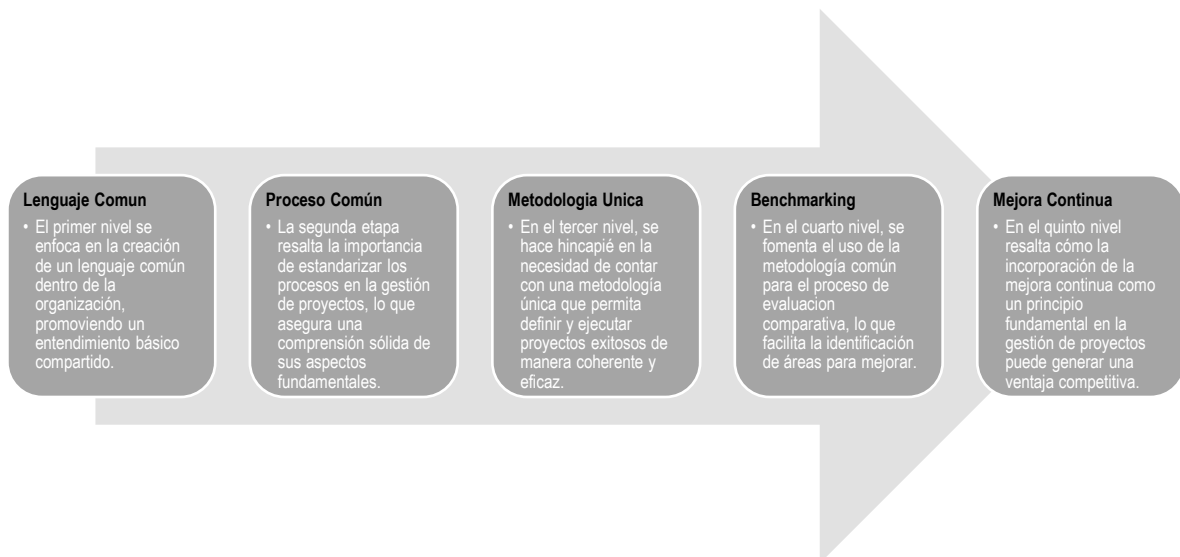 Lenguaje Comun
• El primer nivel se
enfoca en la creación
de un lenguaje común
dentro de la
organización,
promoviendo un
entendimiento básico
compartido.
Proceso Común
• La segunda etapa
resalta la importancia
de estandarizar los
procesos en la gestión
de proyectos, lo que
asegura una
comprensión sólida de
sus aspectos
fundamentales.
Metodologia Unica
• En el tercer nivel, se
hace hincapié en la
necesidad de contar
con una metodología
única que permita
definir y ejecutar
proyectos exitosos de
manera coherente y
eficaz.
Benchmarking
• En el cuarto nivel, se
fomenta el uso de la
metodología común
para el proceso de
evaluacion
comparativa, lo que
facilita la identificación
de áreas para mejorar.
Mejora Continua
• En el quinto nivel
resalta cómo la
incorporación de la
mejora continua como
un principio
fundamental en la
gestión de proyectos
puede generar una
ventaja competitiva.